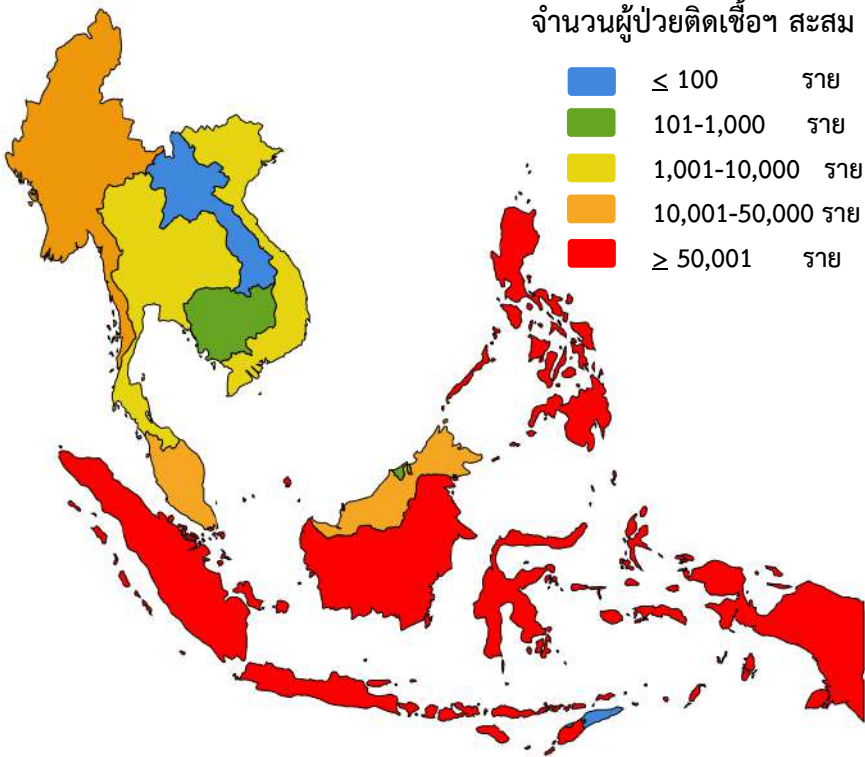 จำนวนผู้ป่วยติดเชื้อฯ สะสม
≤ 100 ราย
101-1,000 ราย
1,001-10,000 ราย
10,001-50,000 ราย
≥ 50,001 ราย